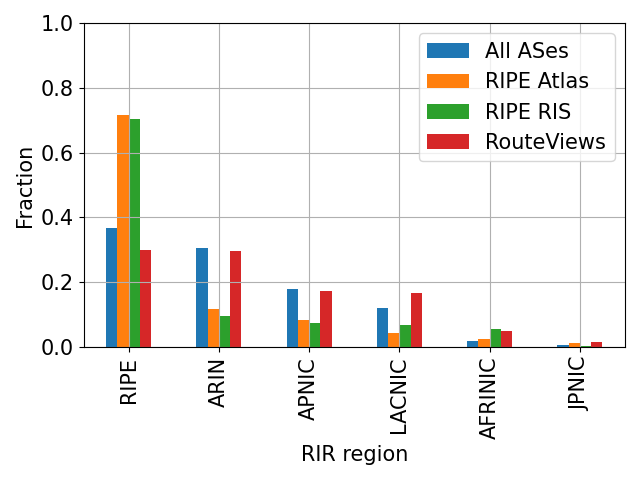 1.0
0.8
0.6
0.4
0.2
0.0
Fraction
All ASes
RIPE Atlas
RIPE RIS
RouteViews
RIPE
ARIN
APNIC
LACNIC
AFRINIC
JPNIC
RIR region